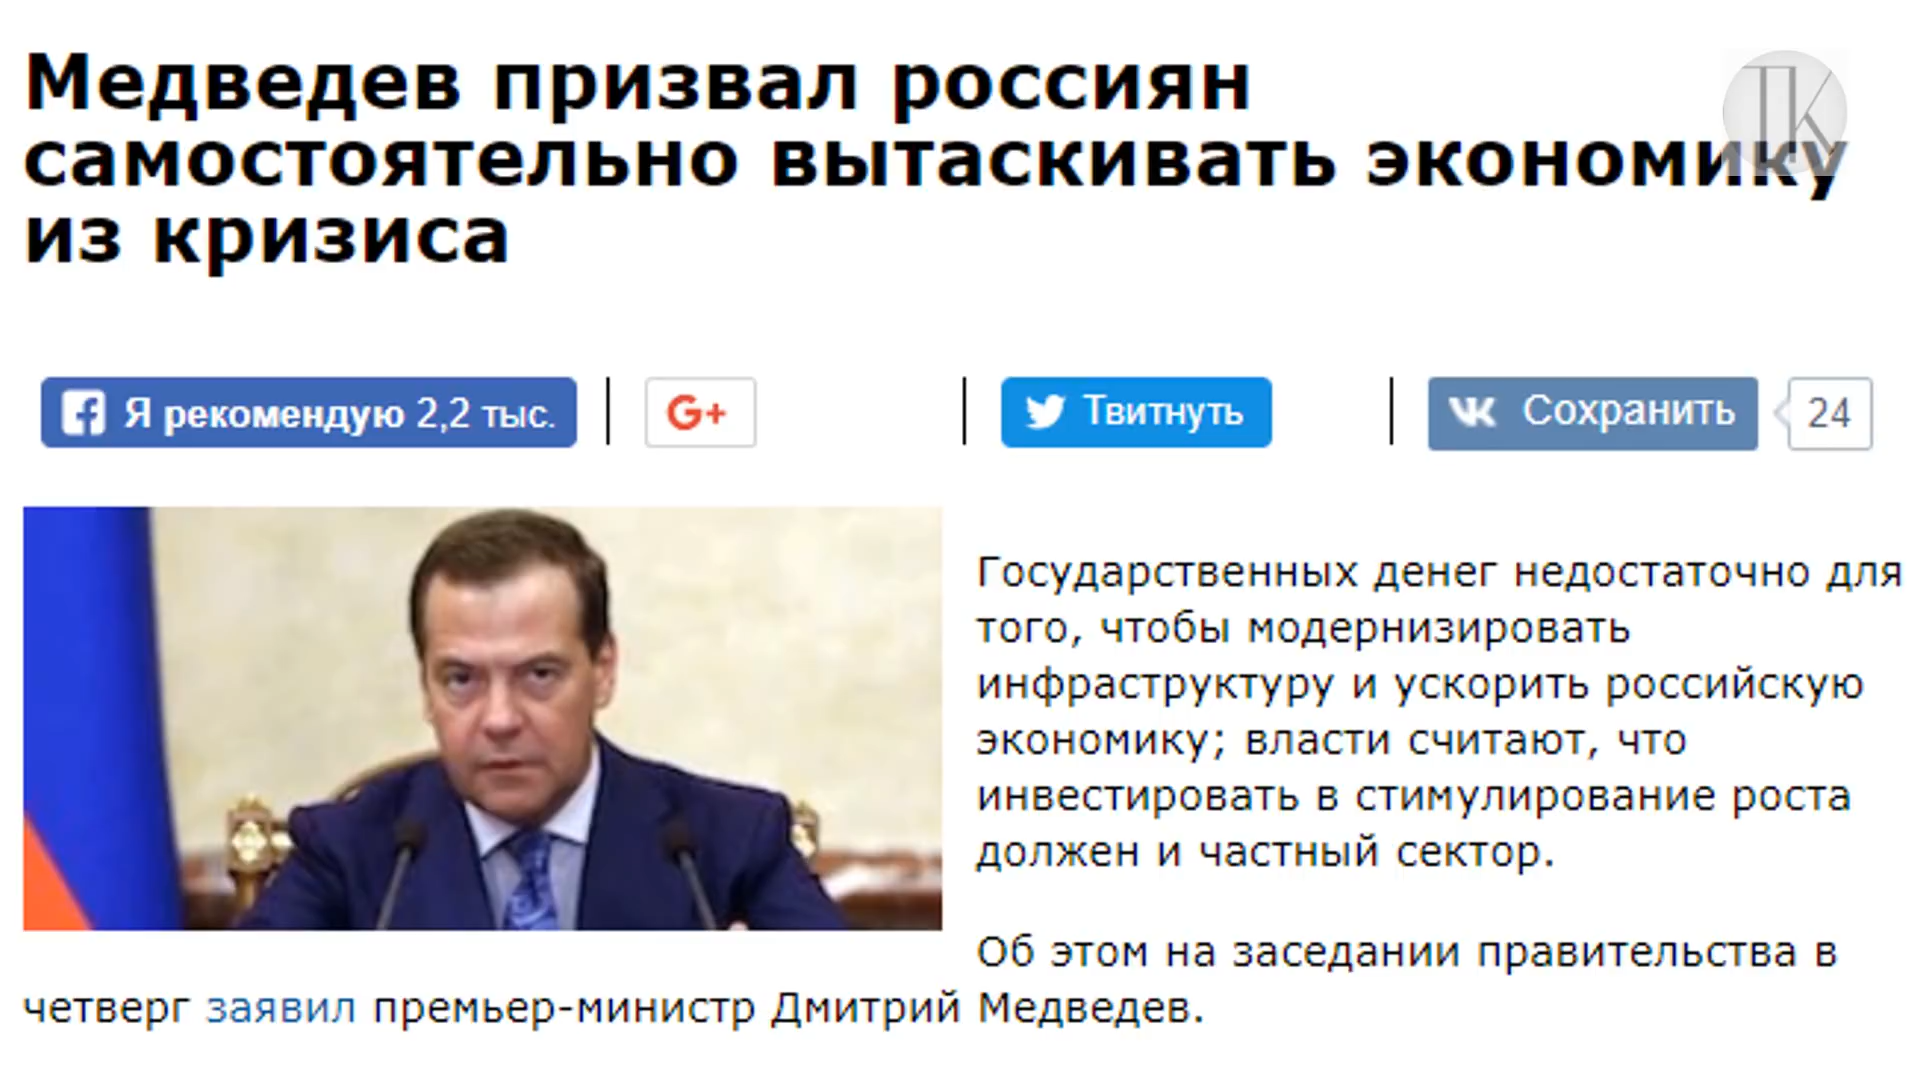 Медведев призвал россиян
самостоятельно вытаскивать экономику
из кризиса
ПК
Я рекомендую 2,2 тыс.
G+
Твитнуть
Сохранить
24
Государственных денег недостаточно для
того, чтобы модернизировать
инфраструктуру и ускорить российскую
экономику; власти считают, что
инвестировать в стимулирование роста
должен и частный сектор.
Об этом на заседании правительства в
четверг заявил премьер-министр Дмитрий Медведев.